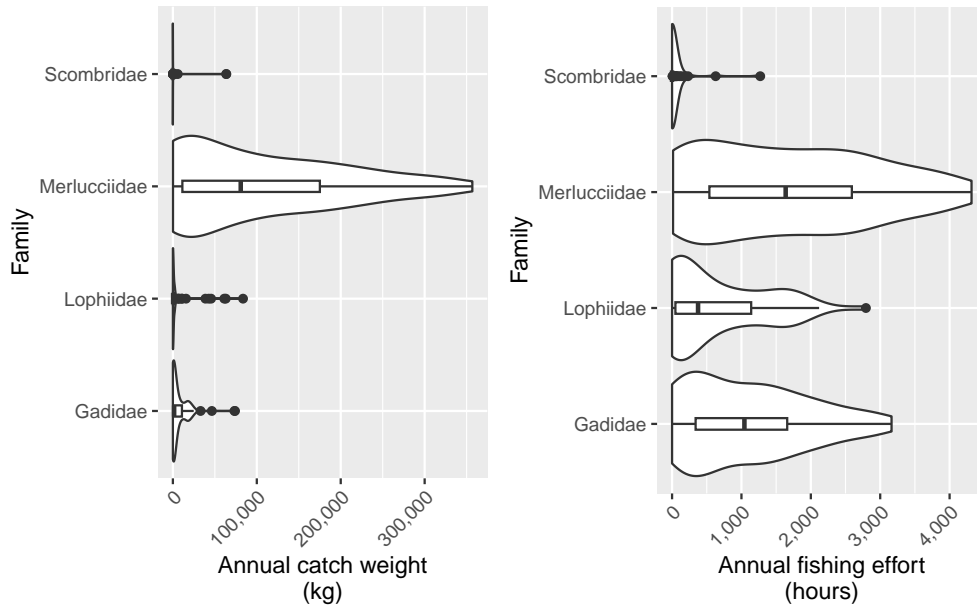 Family
Scombridae
Merlucciidae
Lophiidae
Gadidae
0
100,000
200,000
300,000
Annual catch weight
(kg)
Family
Scombridae
Merlucciidae
Lophiidae
Gadidae
0
1,000
2,000
3,000
4,000
Annual fishing effort
(hours)